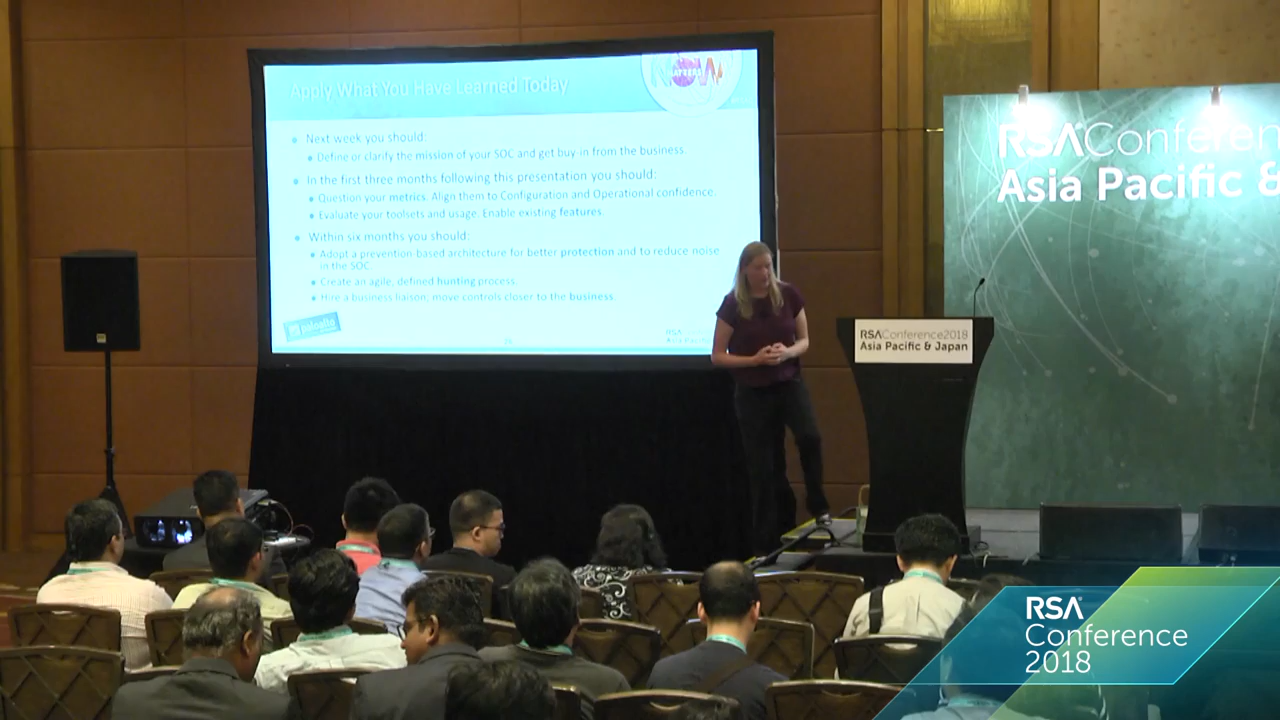 Apply What You Have Learned Today
NOW
MATTERS
Next week you should:
Define or clarify the mission of your SOC and get buy-in from the business.
In the first three months following this presentation you should:
Question your metrics. Align them to Configuration and Operational confidence.
Evaluate your toolsets and usage. Enable existing features.
Within six months you should:
Adopt a prevention-based architecture for better protection and to reduce noise
in the SOC.
Create an agile, defined hunting process.
Hire a business liaison; move controls closer to the business.
paloalto
RSAConference2018
Asia Pacific & Japan
RSAConferen
Asia Pacific &
RSA
Conference
2018